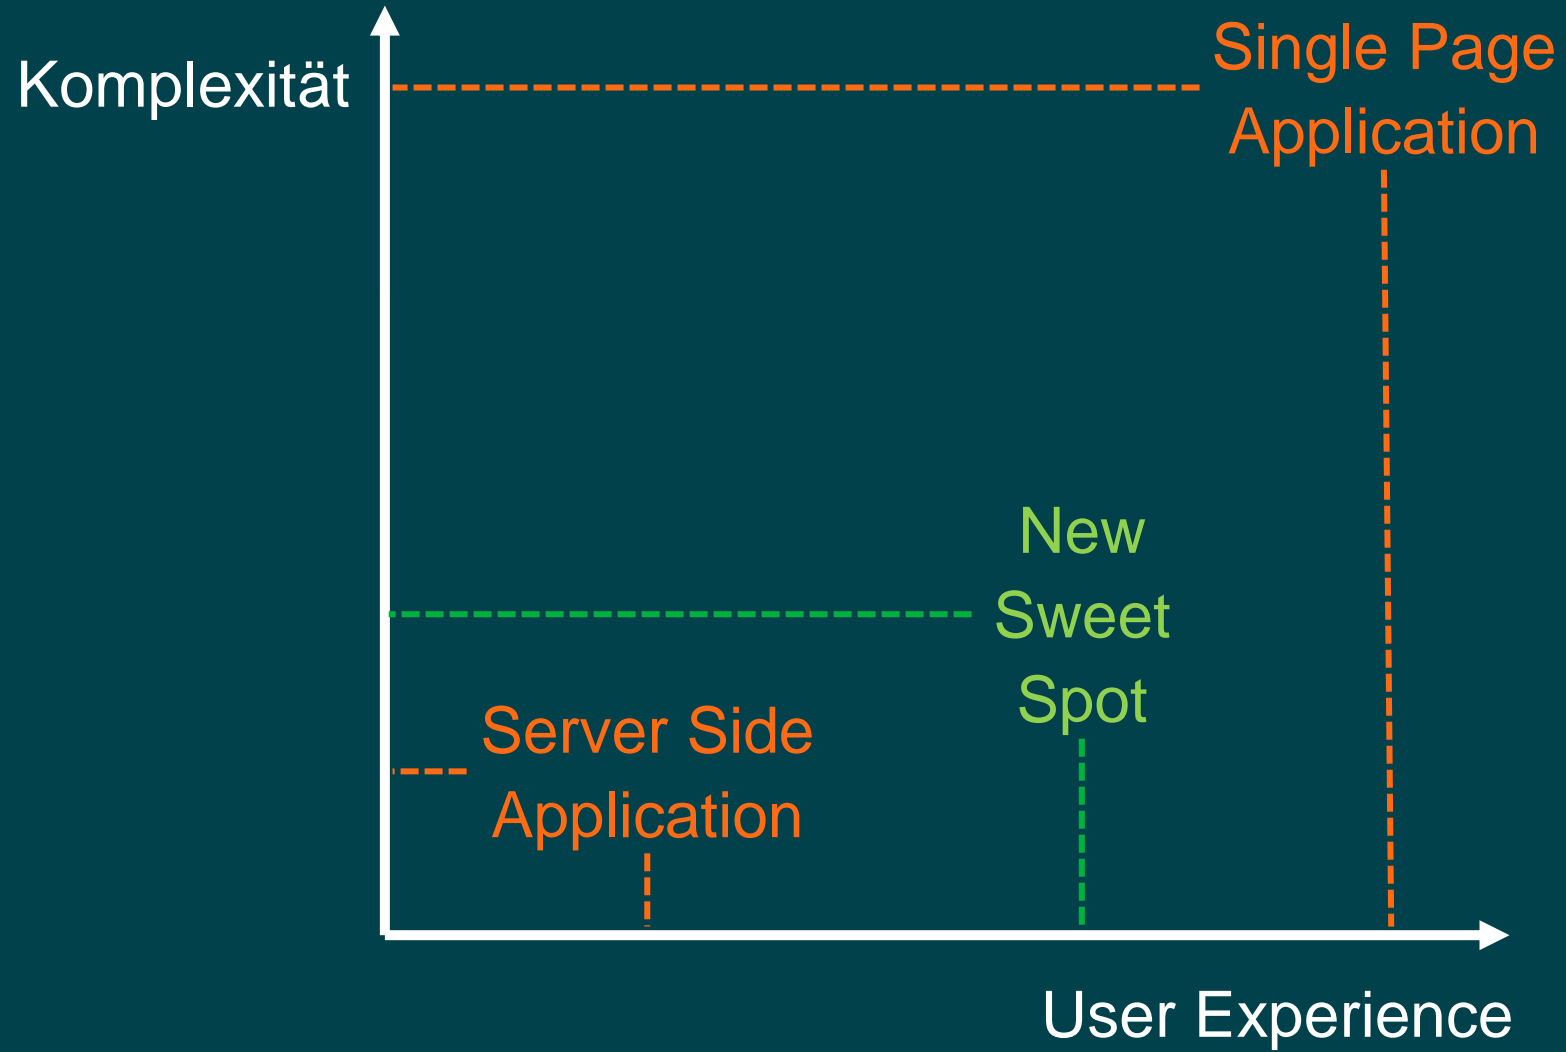 Komplexität
Single Page
Application
New
Sweet
Spot
Server Side
Application
User Experience